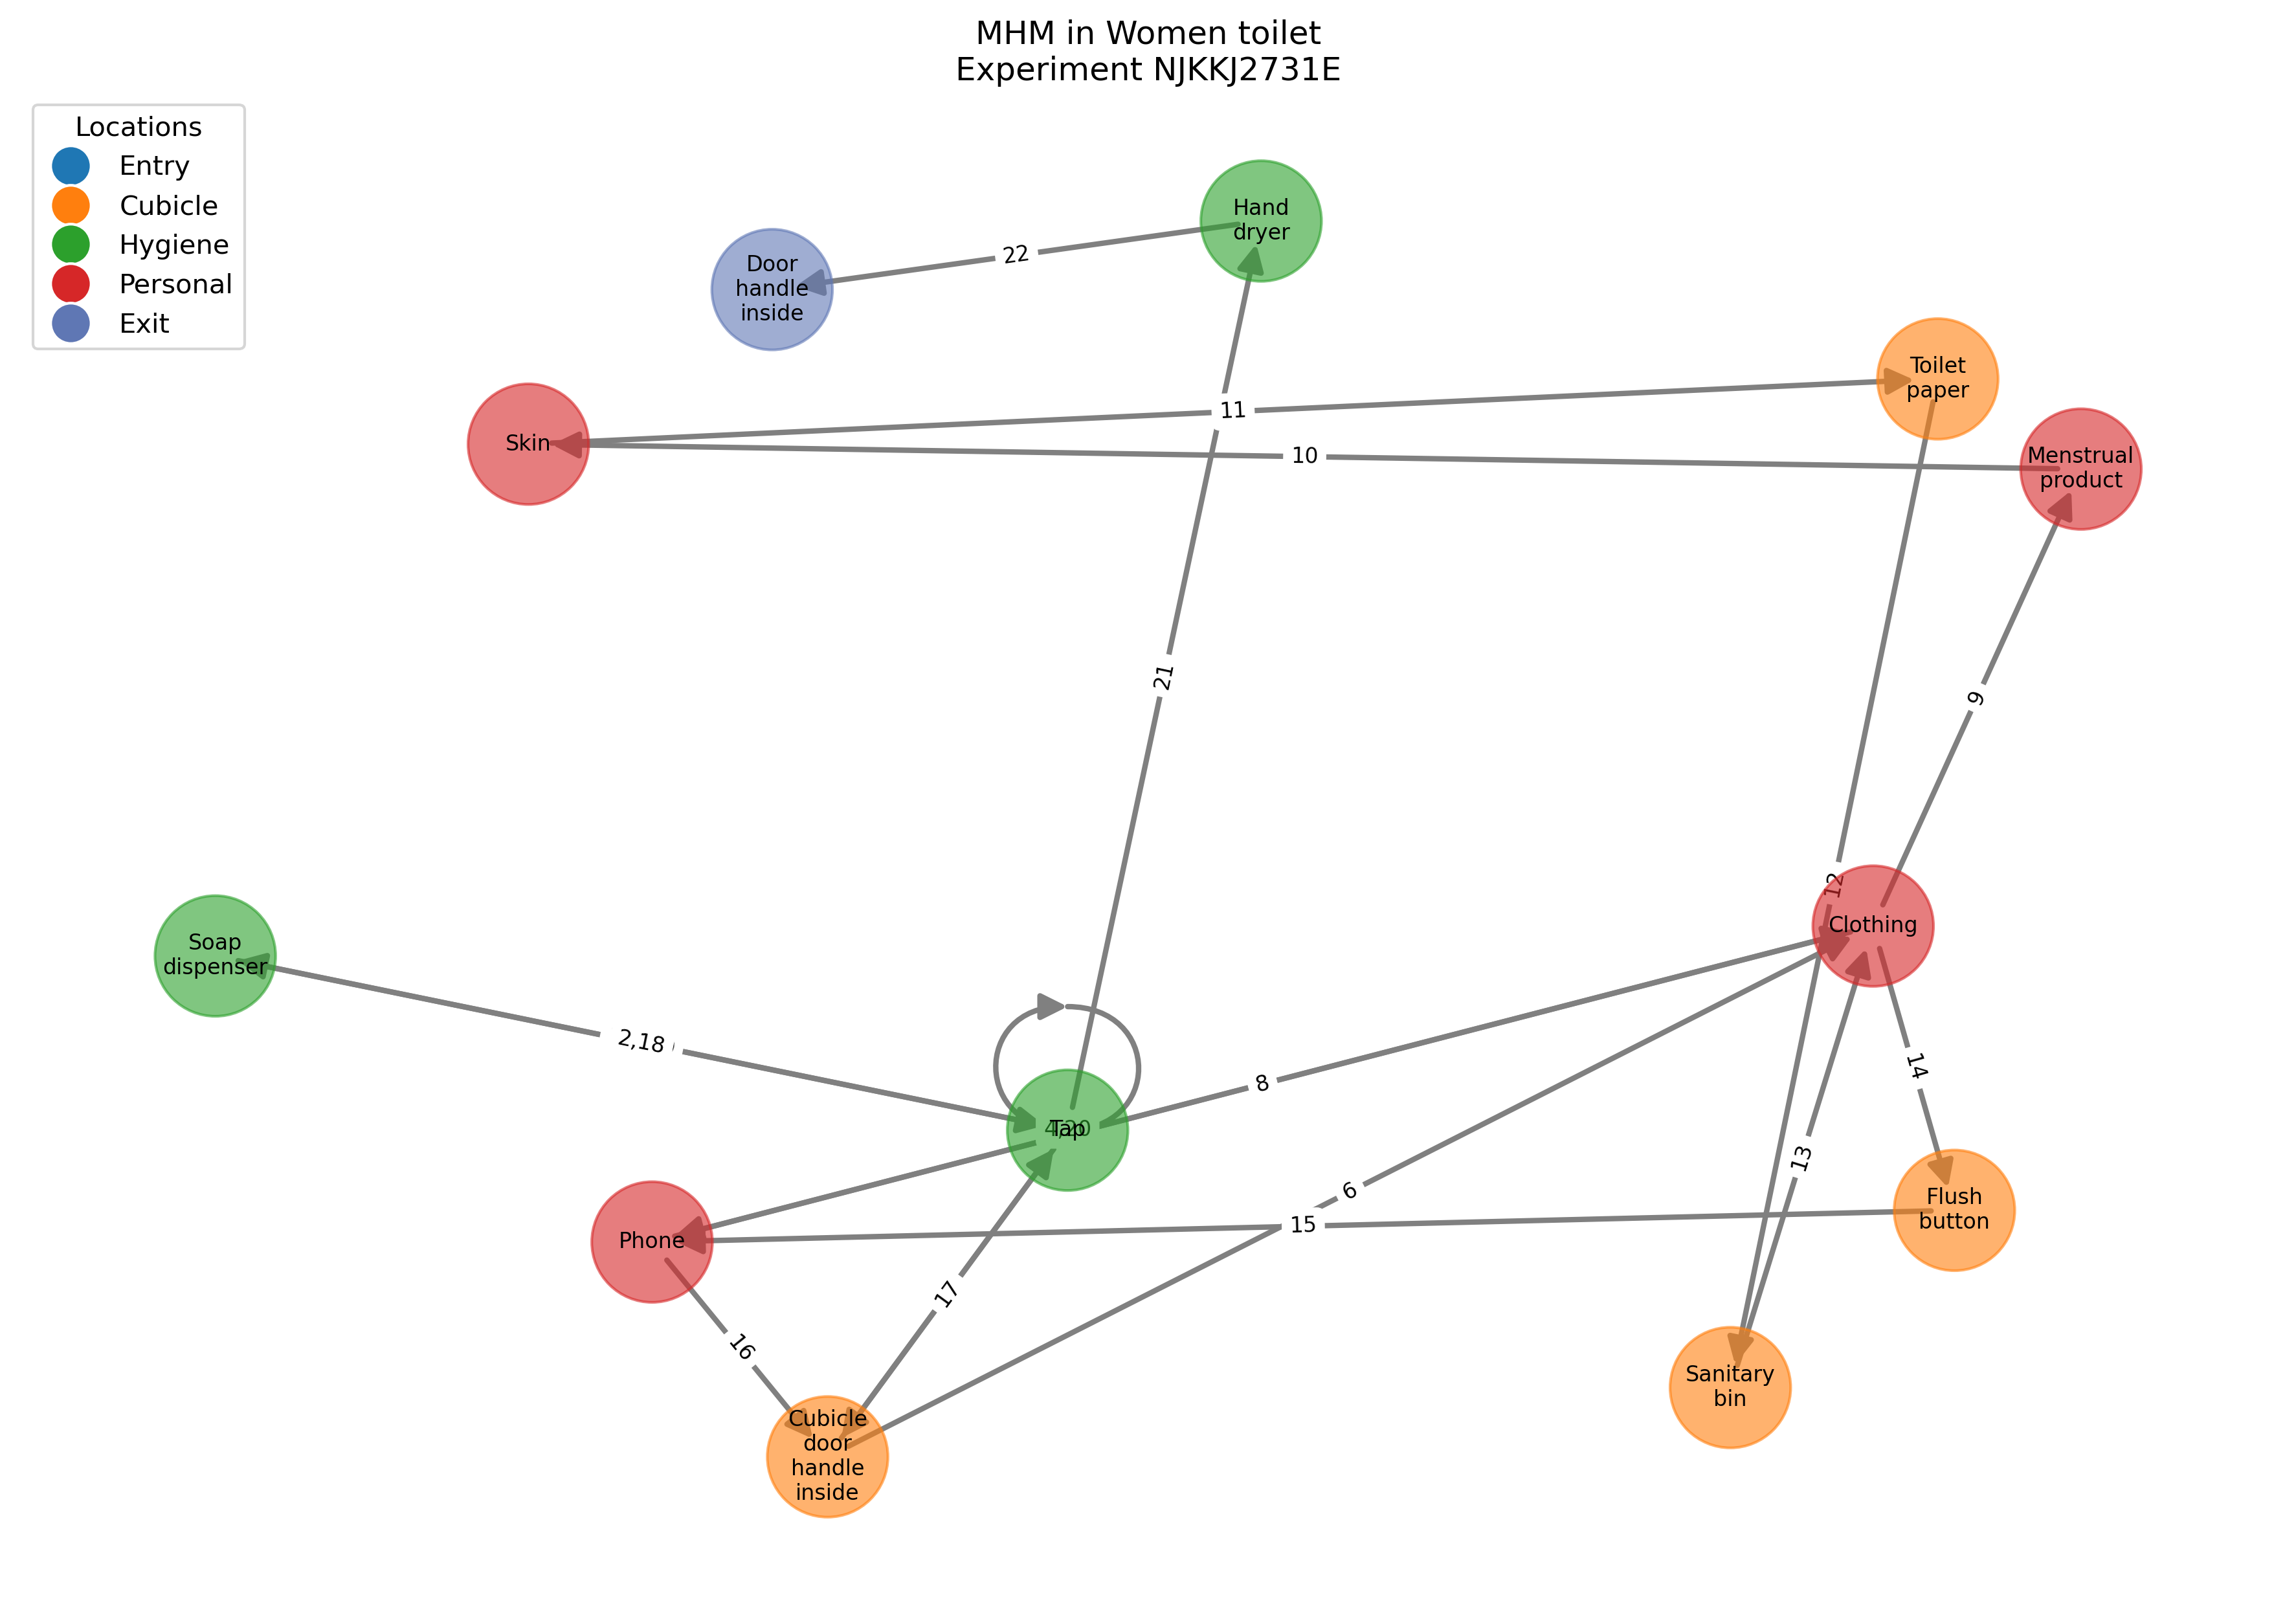 MHM in Women toilet
Experiment NJKKJ2731E
Locations
Entry
Cubicle
Hygiene
Personal
Exit
Hand
dryer
22
Door
handle
inside
Toilet
paper
11
Skin
10
Menstrual
product
21
9
12
Clothing
Soap
dispenser
2,18
14
8
Tap
4,20
13
6
Flush
button
15
Phone
17
16
Sanitary
bin
Cubicle
door
handle
inside